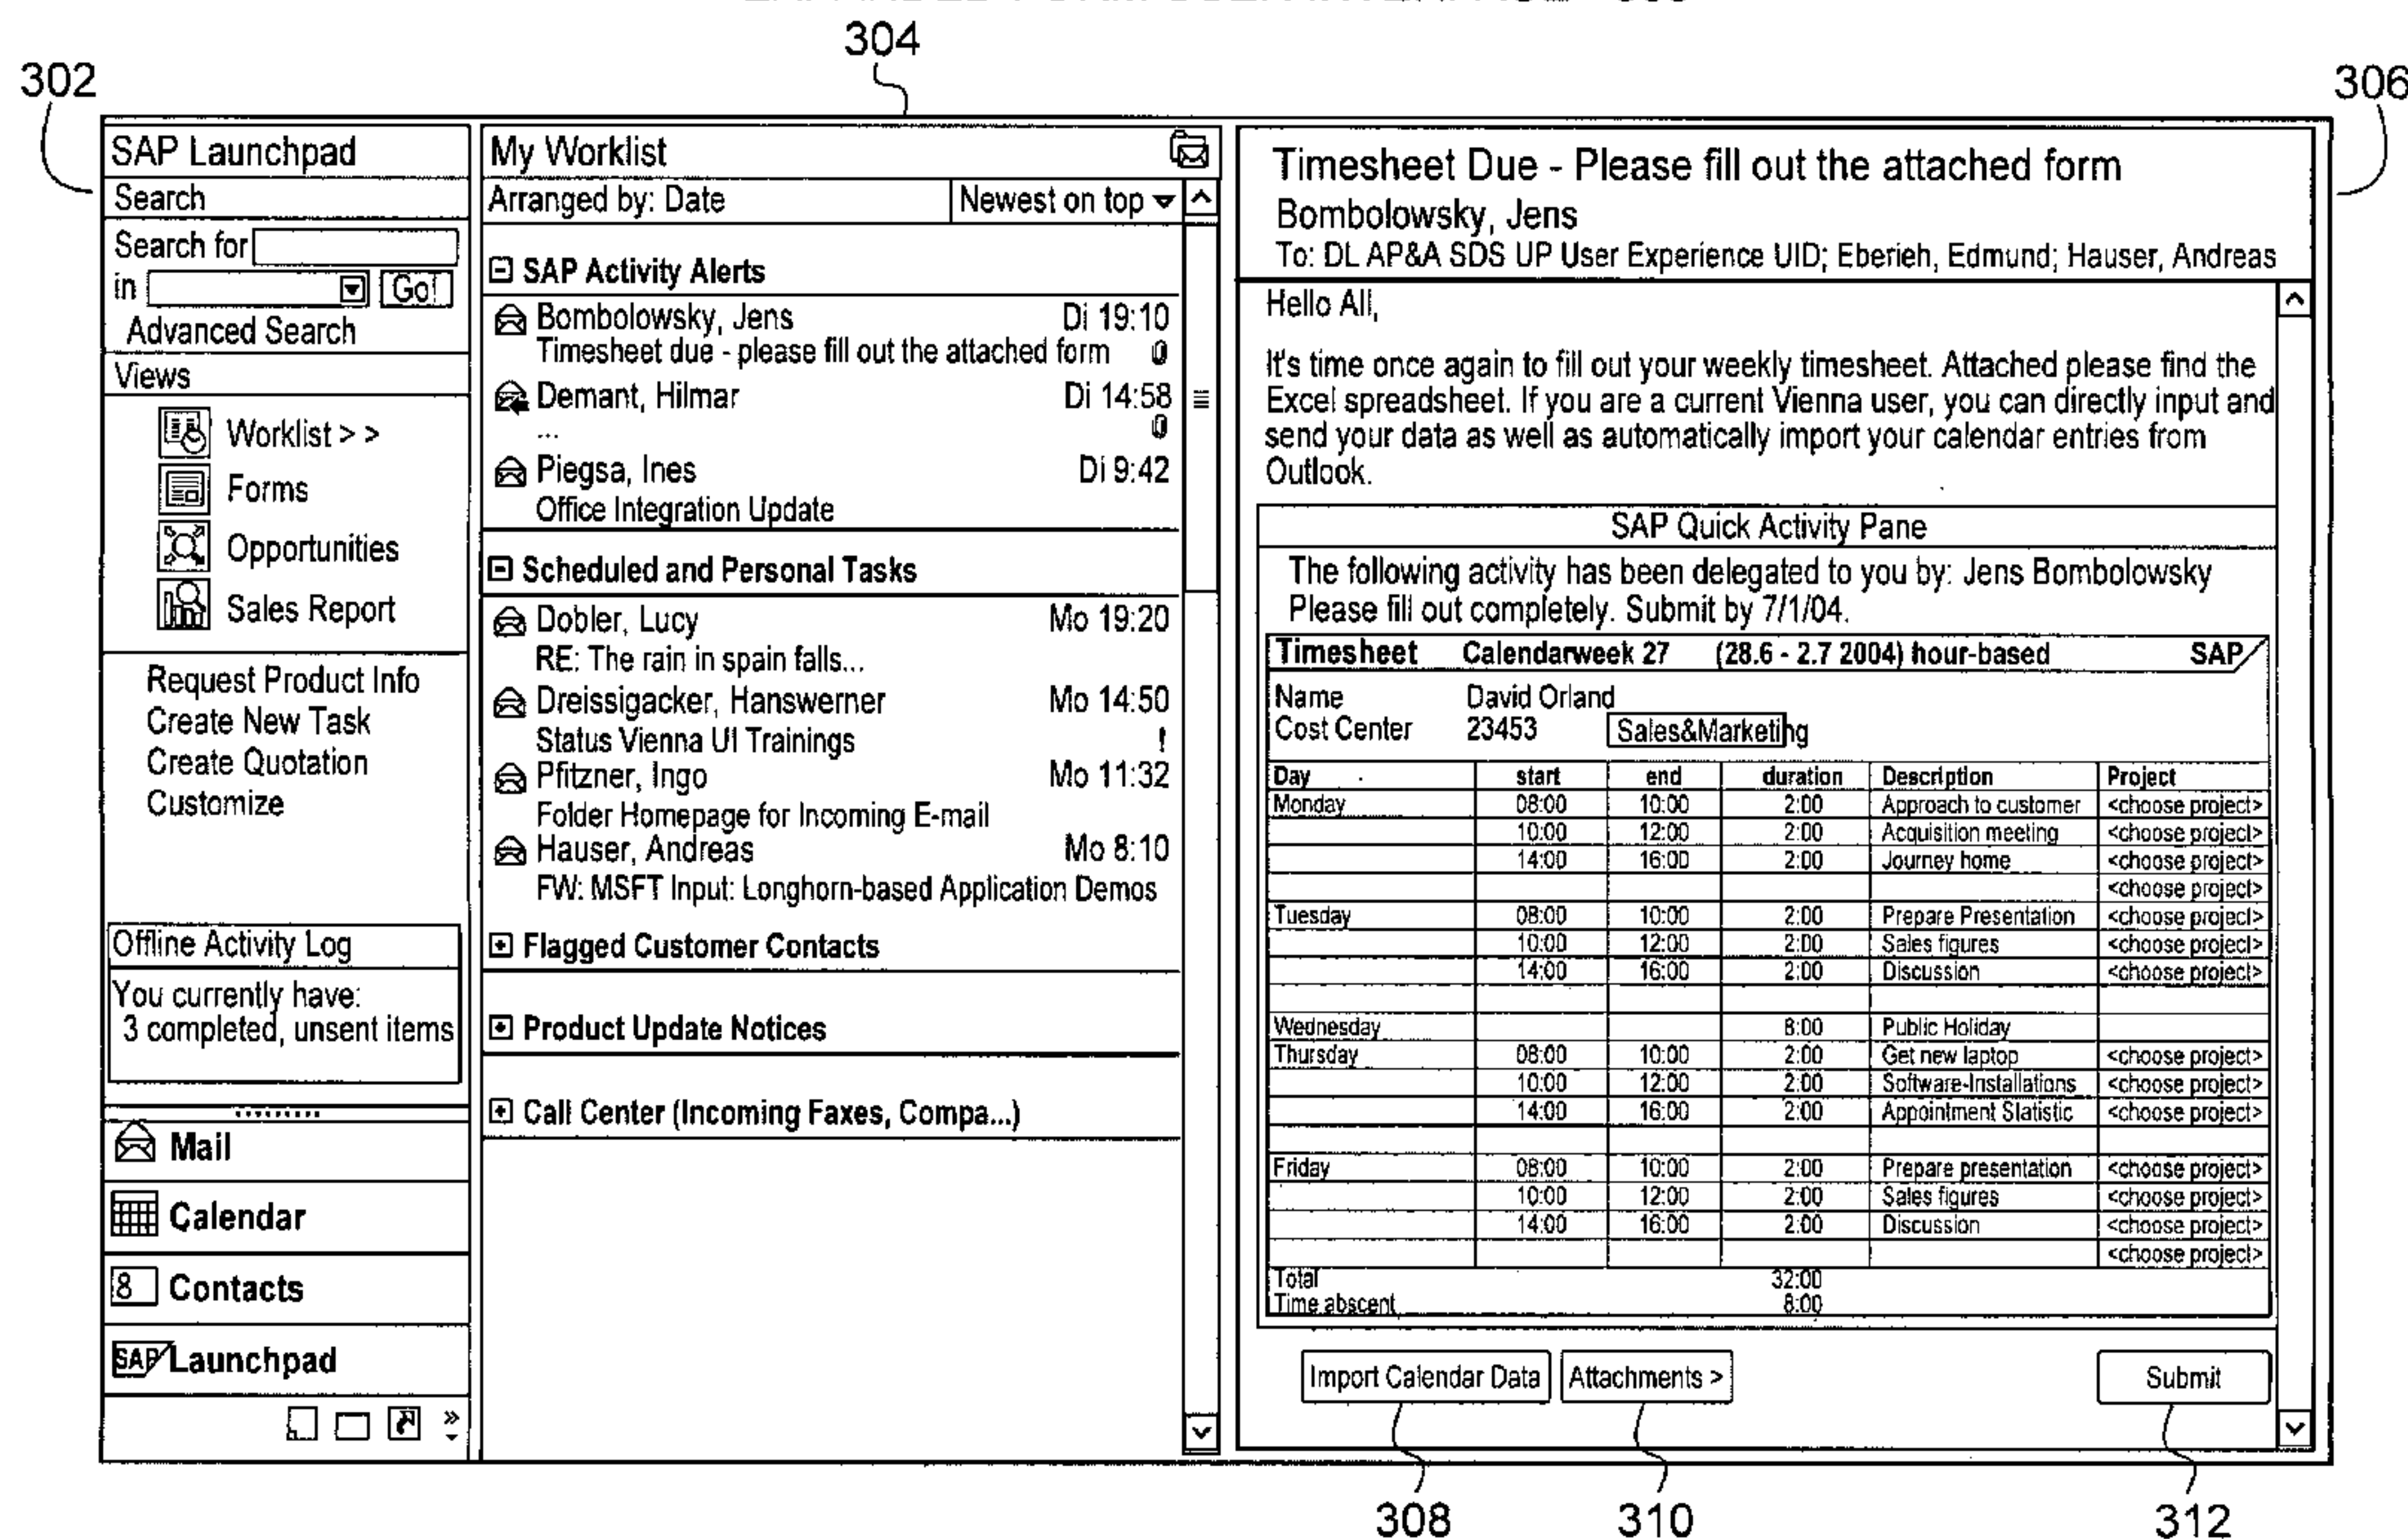 304
302
306
SAP Launchpad
Search
Search for
in Go!
Advanced Search
Views
Worklist > >
Forms
Opportunities
Sales Report
Request Product Info
Create New Task
Create Quotation
Customize
Offline Activity Log
You currently have:
3 completed, unsent items
Mail
Calendar
8 Contacts
SAP Launchpad
My Worklist
Arranged by: Date Newest on top
SAP Activity Alerts
Bombolowsky, Jens Di 19:10
Timesheet due - please fill out the attached form
Demant, Hilmar Di 14:58
...
Piegsa, Ines Di 9:42
Office Integration Update
Scheduled and Personal Tasks
Dobler, Lucy Mo 19:20
RE: The rain in spain falls...
Dreissigacker, Hanswerner Mo 14:50
Status Vienna UI Trainings !
Pfitzner, Ingo Mo 11:32
Folder Homepage for Incoming E-mail
Hauser, Andreas Mo 8:10
FW: MSFT Input: Longhorn-based Application Demos
Flagged Customer Contacts
Product Update Notices
Call Center (Incoming Faxes, Compa...)
Timesheet Due - Please fill out the attached form
Bombolowsky, Jens
To: DL AP&A SDS UP User Experience UID; Eberieh, Edmund; Hauser, Andreas
Hello All,
It's time once again to fill out your weekly timesheet. Attached please find the
Excel spreadsheet. If you are a current Vienna user, you can directly input and
send your data as well as automatically import your calendar entries from
Outlook.
SAP Quick Activity Pane
The following activity has been delegated to you by: Jens Bombolowsky
Please fill out completely. Submit by 7/1/04.
Timesheet Calendarweek 27 (28.6 - 2.7 2004) hour-based SAP
Name David Orland
Cost Center 23453 Sales&Marketing
Day start end duration Description Project
Monday 08:00 10:00 2:00 Approach to customer <choose project>
10:00 12:00 2:00 Acquisition meeting <choose project>
14:00 16:00 2:00 Journey home <choose project>
<choose project>
Tuesday 08:00 10:00 2:00 Prepare Presentation <choose project>
10:00 12:00 2:00 Sales figures <choose project>
14:00 16:00 2:00 Discussion <choose project>
Wednesday 8:00 Public Holiday
Thursday 08:00 10:00 2:00 Get new laptop <choose project>
10:00 12:00 2:00 Software-Installations <choose project>
14:00 16:00 2:00 Appointment Statistic <choose project>
Friday 08:00 10:00 2:00 Prepare presentation <choose project>
10:00 12:00 2:00 Sales figures <choose project>
14:00 16:00 2:00 Discussion <choose project>
<choose project>
Total 32:00
Time abscent 8:00
Import Calendar Data Attachments > Submit
308 310 312